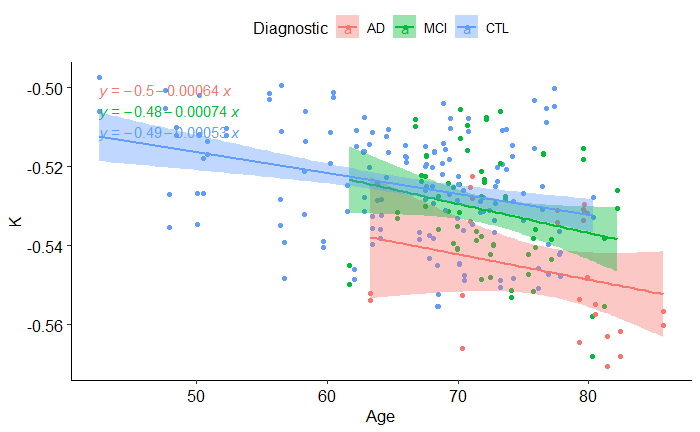 Diagnostic a AD a MCI a CTL
-0.50
y = −0.5−0.00064 x
y = −0.48−0.00074 x
-0.52
y = −0.49−0.00053 x
K
-0.54
-0.56
50 60 70 80
Age